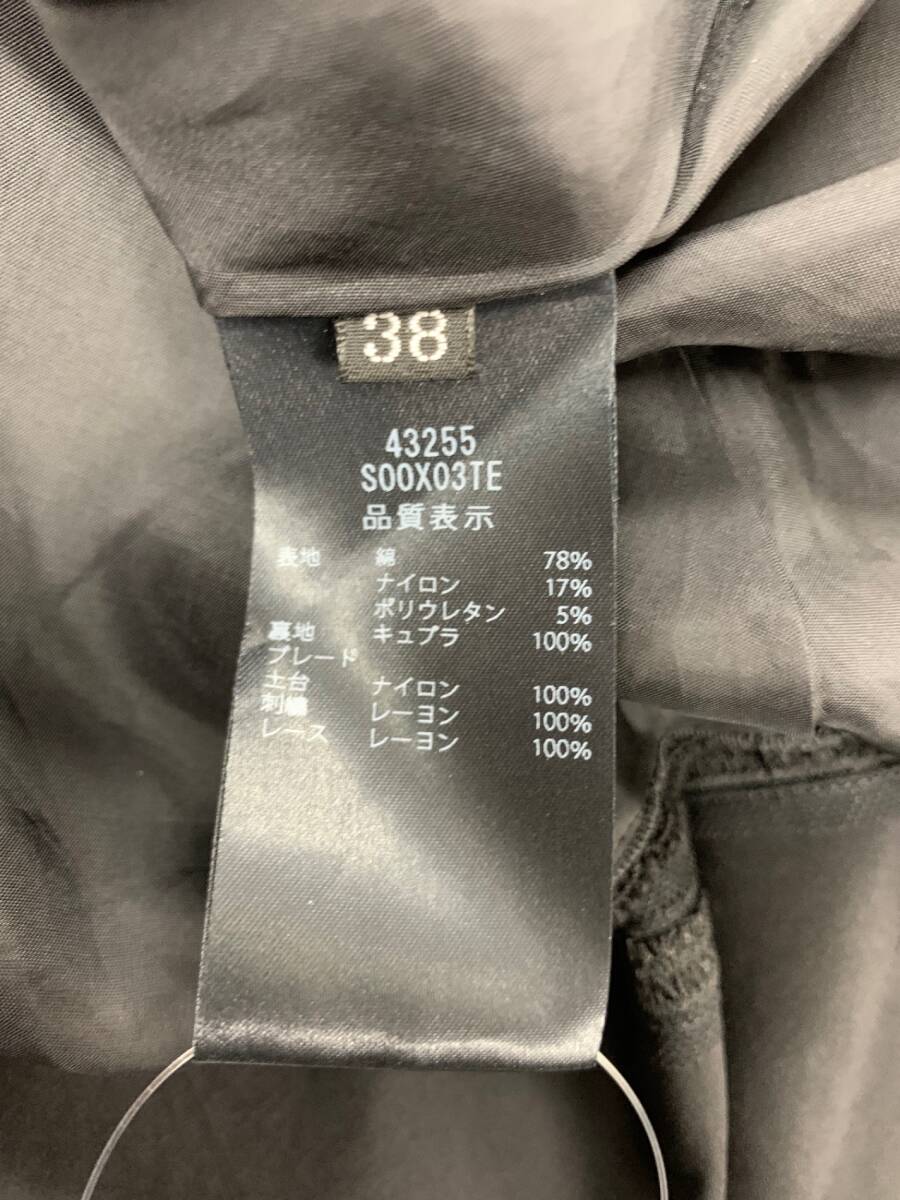 38
43255
S00X03TE
品質表示
表地 綿 78%
ナイロン 17%
ポリウレタン 5%
裏地 キュプラ 100%
ブレード
土台 ナイロン 100%
刺繍 レーヨン 100%
レース レーヨン 100%